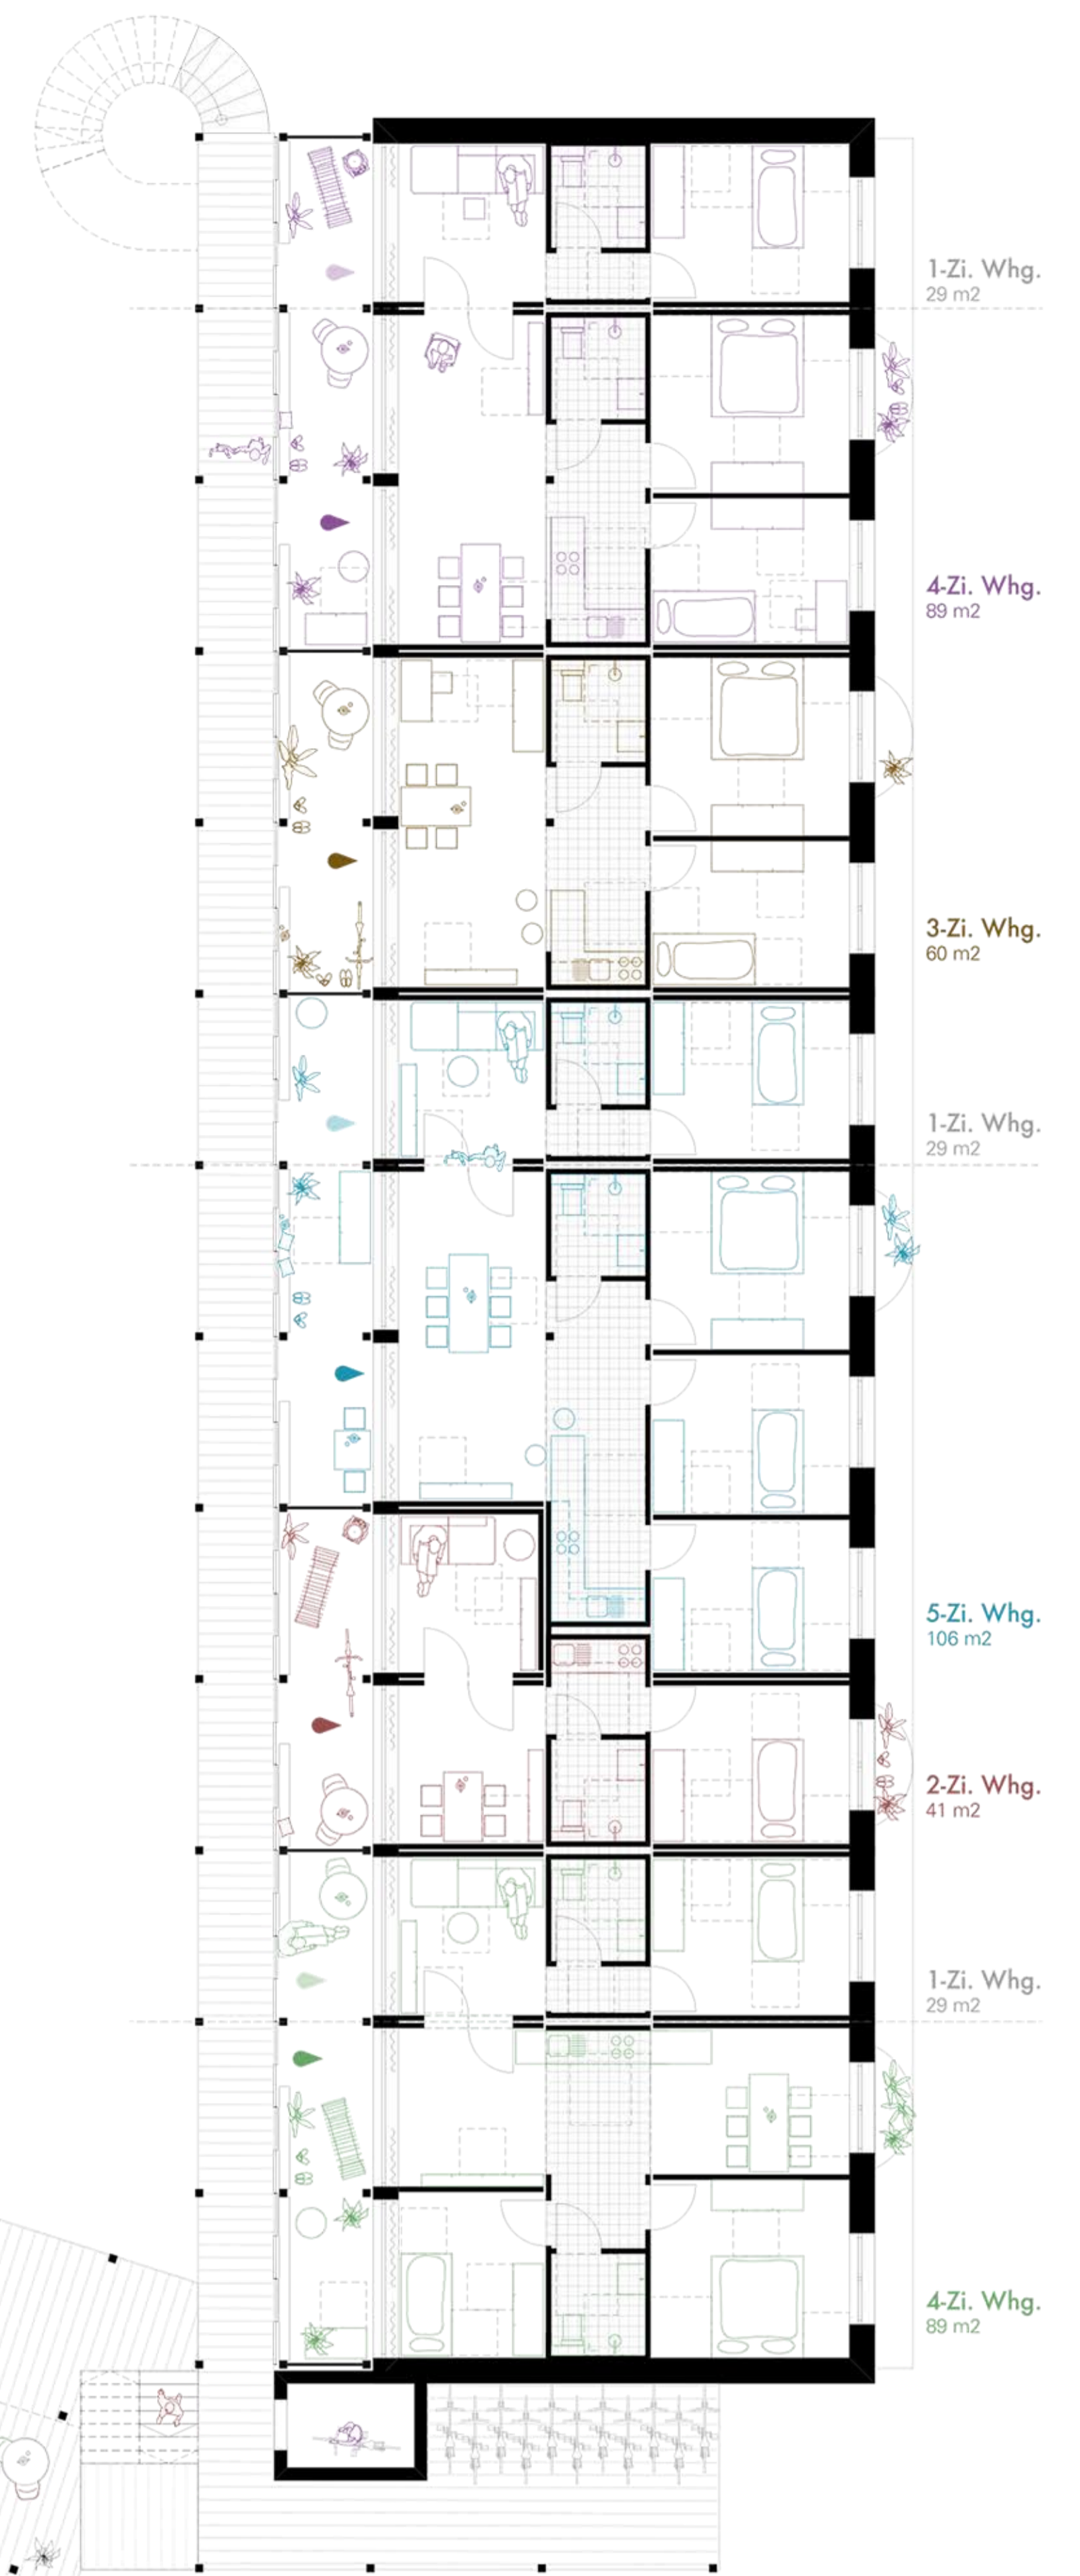 1-Zi. Whg.
29 m2
4-Zi. Whg.
89 m2
3-Zi. Whg.
60 m2
1-Zi. Whg.
29 m2
5-Zi. Whg.
106 m2
2-Zi. Whg.
41 m2
1-Zi. Whg.
29 m2
4-Zi. Whg.
89 m2